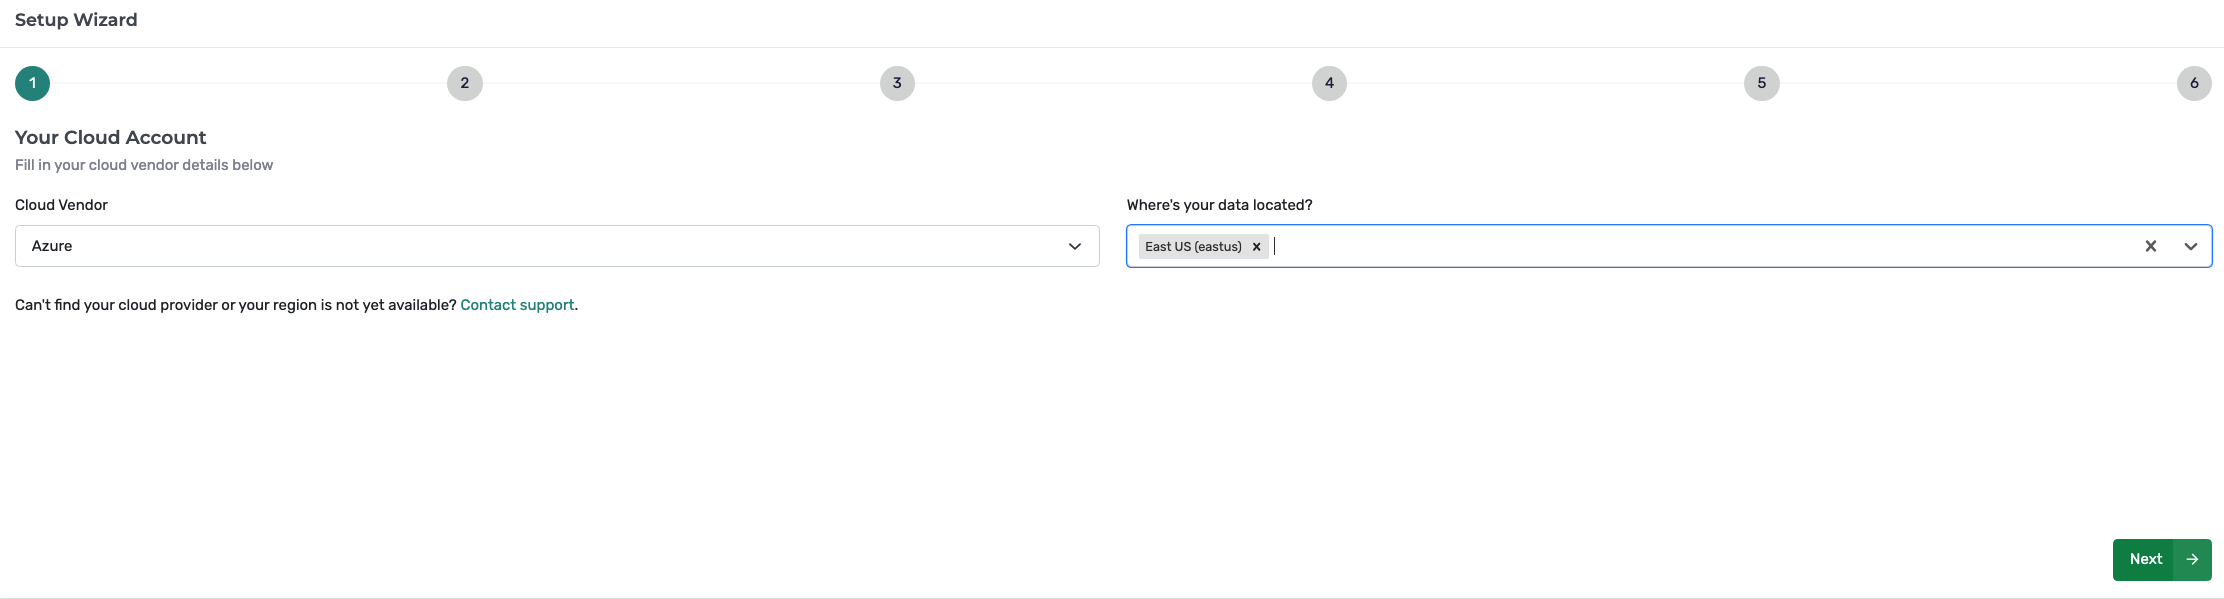 Setup Wizard
1 2 3 4 5 6
Your Cloud Account
Fill in your cloud vendor details below
Cloud Vendor
Azure
Where's your data located?
East US (eastus)
Can't find your cloud provider or your region is not yet available? Contact support.
Next